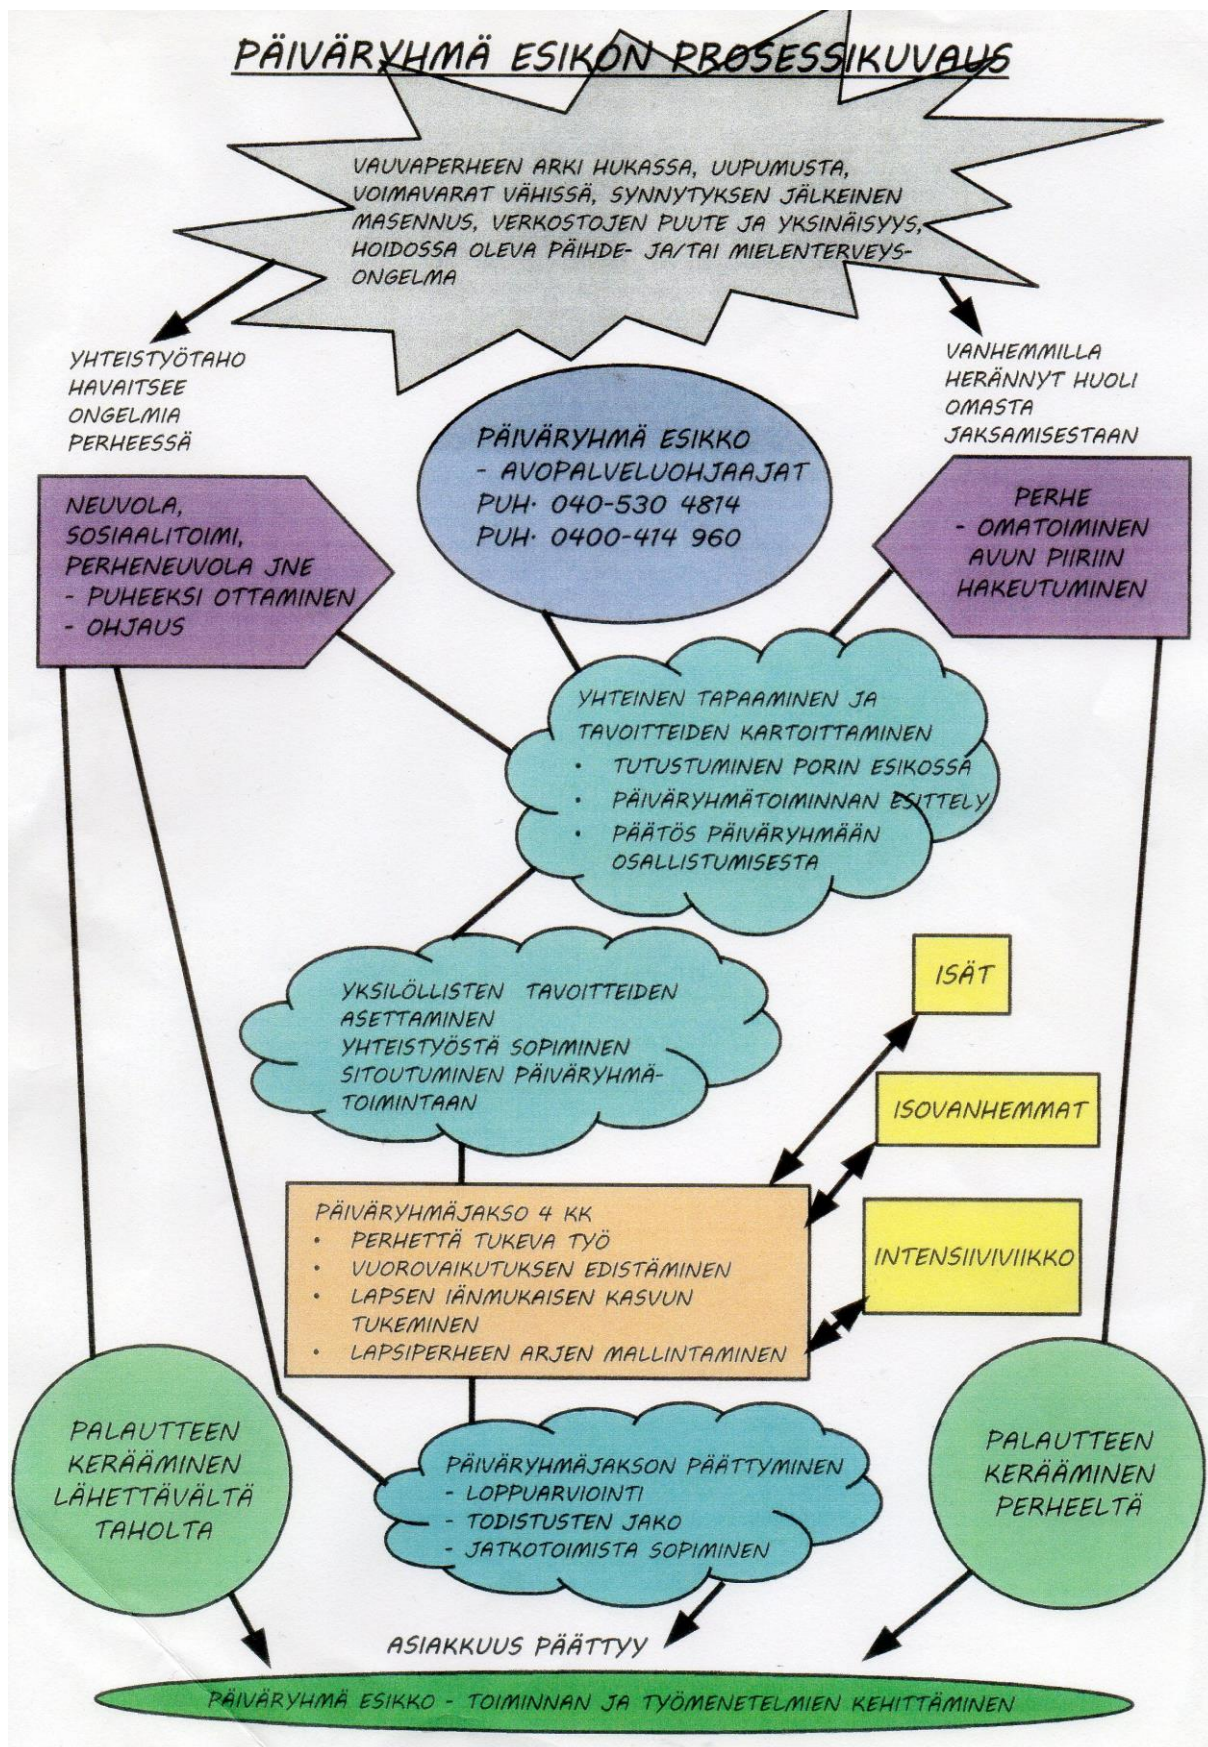 PÄIVÄRYHMÄ ESIKON PROSESSIKUVAUS
VAUVAPERHEEN ARKI HUKASSA, UUPUMUSTA,
VOIMAVARAT VÄHISSÄ, SYNNYTYKSEN JÄLKEINEN
MASENNUS, VERKOSTOJEN PUUTE JA YKSINÄISYYS,
HOIDOSSA OLEVA PÄIHDE- JA/TAI MIELENTERVEYS-
ONGELMA
YHTEISTYÖTAHO
HAVAITSEE
ONGELMIA
PERHEESSÄ
VANHEMMILLA
HERÄNNYT HUOLI
OMASTA
JAKSAMISESTAAN
PÄIVÄRYHMÄ ESIKKO
- AVOPALVELUOHJAAJAT
PUH. 040-530 4814
PUH. 0400-414 960
NEUVOLA,
SOSIAALITOIMI,
PERHENEUVOLA JNE
- PUHEEKSI OTTAMINEN
- OHJAUS
PERHE
- OMATOIMINEN
AVUN PIIRIIN
HAKEUTUMINEN
YHTEINEN TAPAAMINEN JA
TAVOITTEIDEN KARTOITTAMINEN
• TUTUSTUMINEN PORIN ESIKOSSA
• PÄIVÄRYHMÄTOIMINNAN ESITTELY
• PÄÄTÖS PÄIVÄRYHMÄÄN
OSALLISTUMISESTA
YKSILÖLLISTEN TAVOITTEIDEN
ASETTAMINEN
YHTEISTYÖSTÄ SOPIMINEN
SITOUTUMINEN PÄIVÄRYHMÄ-
TOIMINTAAN
ISÄT
ISOVANHEMMAT
INTENSIIVIVIIKKO
PÄIVÄRYHMÄJAKSO 4 KK
• PERHETTÄ TUKEVA TYÖ
• VUOROVAIKUTUKSEN EDISTÄMINEN
• LAPSEN IÄNMUKAISEN KASVUN
TUKEMINEN
• LAPSIPERHEEN ARJEN MALLINTAMINEN
PALAUTTEEN
KERÄÄMINEN
LÄHETTÄVÄLTÄ
TAHOLTA
PÄIVÄRYHMÄJAKSON PÄÄTTYMINEN
- LOPPUARVIOINTI
- TODISTUSTEN JAKO
- JATKOTOIMISTA SOPIMINEN
PALAUTTEEN
KERÄÄMINEN
PERHEELTÄ
ASIAKKUUS PÄÄTTYY
PÄIVÄRYHMÄ ESIKKO - TOIMINNAN JA TYÖMENETELMIEN KEHITTÄMINEN